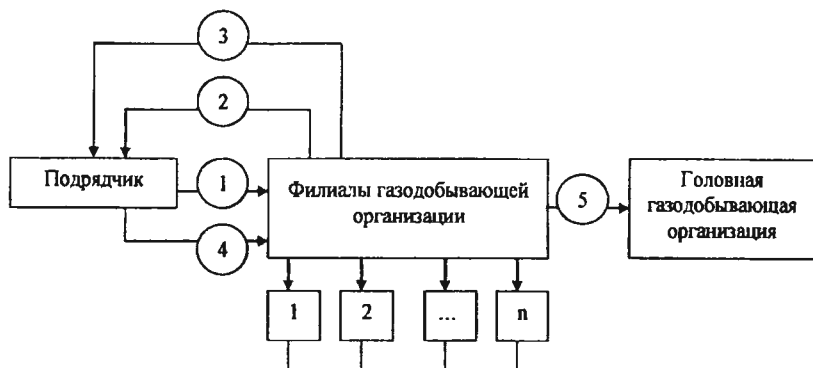 3
2
Подрядчик
1
Филиалы газодобывающей
организации
5
Головная
газодобывающая
организация
4
1
2
...
n